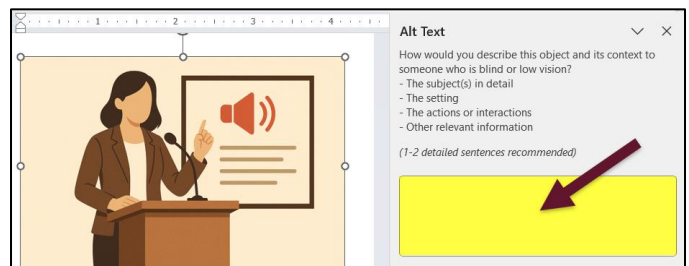 1 2 3 4
Alt Text
How would you describe this object and its context to
someone who is blind or low vision?
- The subject(s) in detail
- The setting
- The actions or interactions
- Other relevant information
(1-2 detailed sentences recommended)